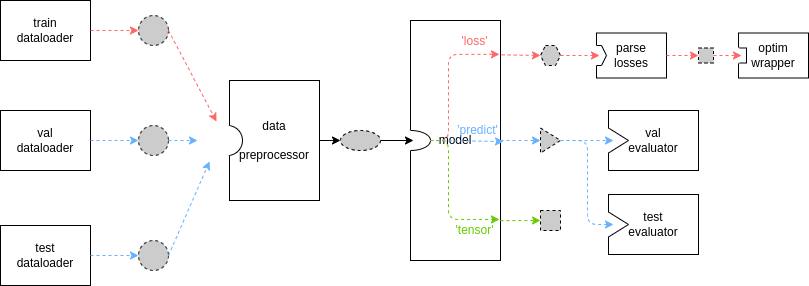 train
dataloader
val
dataloader
test
dataloader
data
preprocessor
model
'loss'
'predict'
'tensor'
parse
losses
optim
wrapper
val
evaluator
test
evaluator